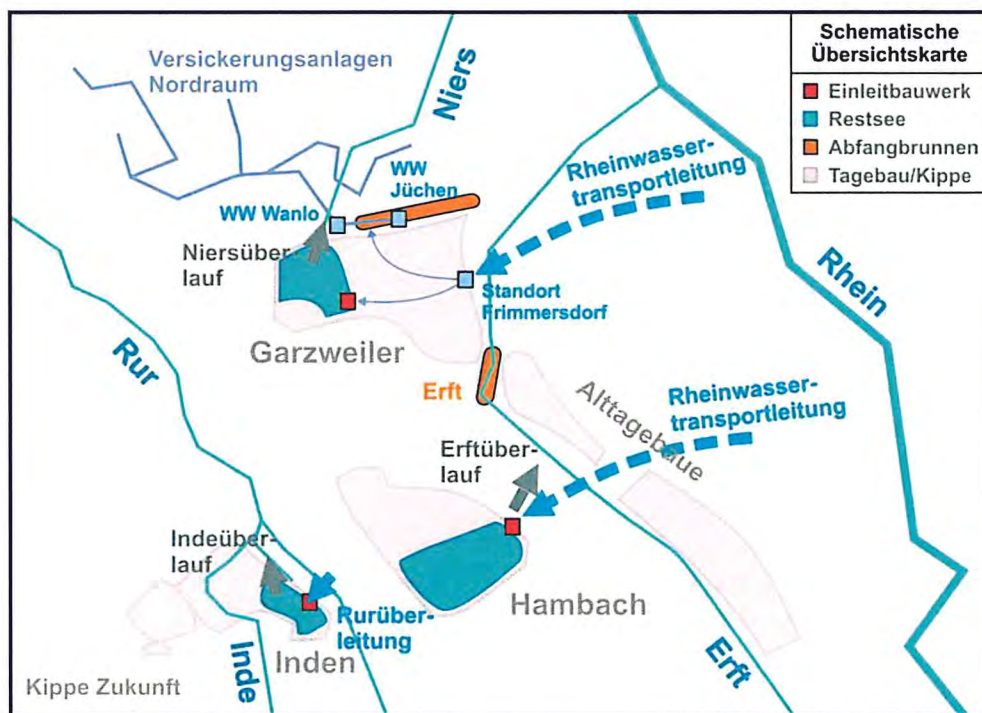 Schematische
Übersichtskarte
Einleitbauwerk
Restsee
Abfangbrunnen
Tagebau/Kippe
Versickerungsanlagen
Nordraum
Niers
WW
Jüchen
WW Wanlo
Niersüber-
lauf
Rheinwasser-
transportleitung
Standort
Frimmersdorf
Garzweiler
Rhein
Rur
Erft
Alttagebaue
Rheinwasser-
transportleitung
Erftüber-
lauf
Indeüber-
lauf
Hambach
Rurüber-
leitung
Inden
Inde
Erft
Kippe Zukunft